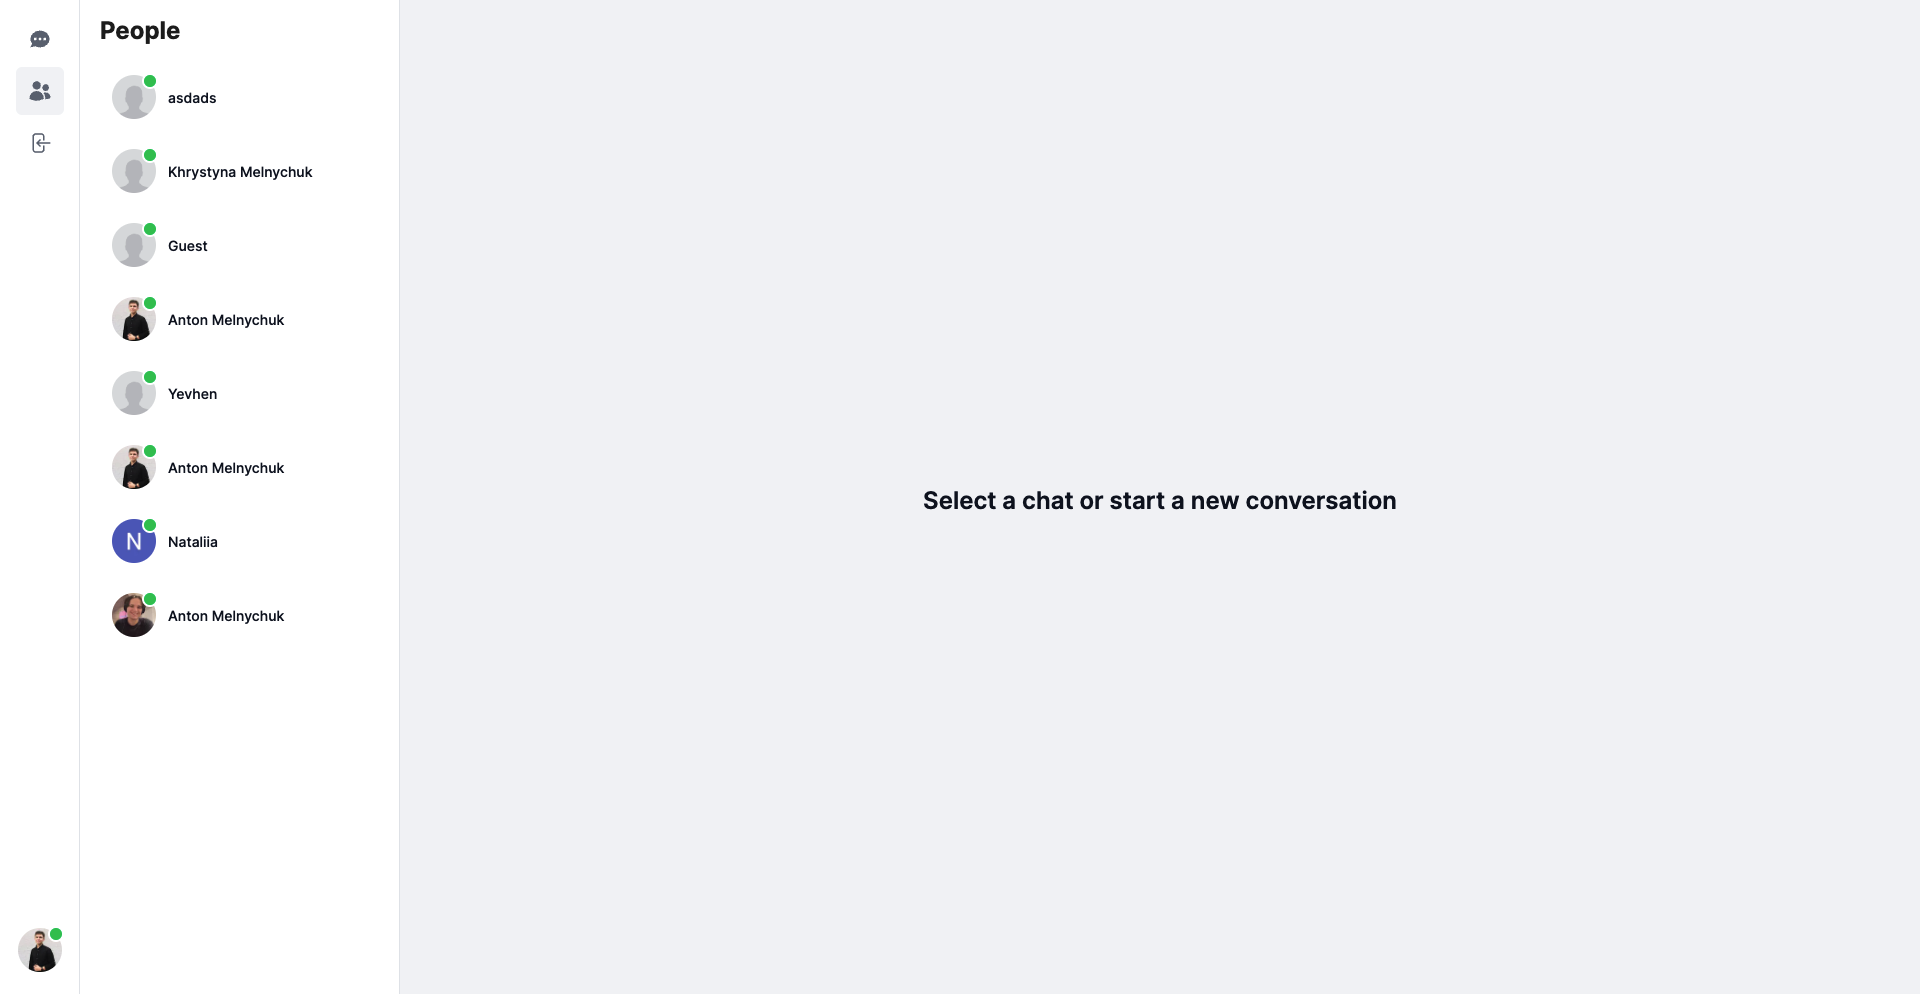 People
asdads
Khrystyna Melnychuk
Guest
Anton Melnychuk
Yevhen
Anton Melnychuk
N
Nataliia
Anton Melnychuk
Select a chat or start a new conversation